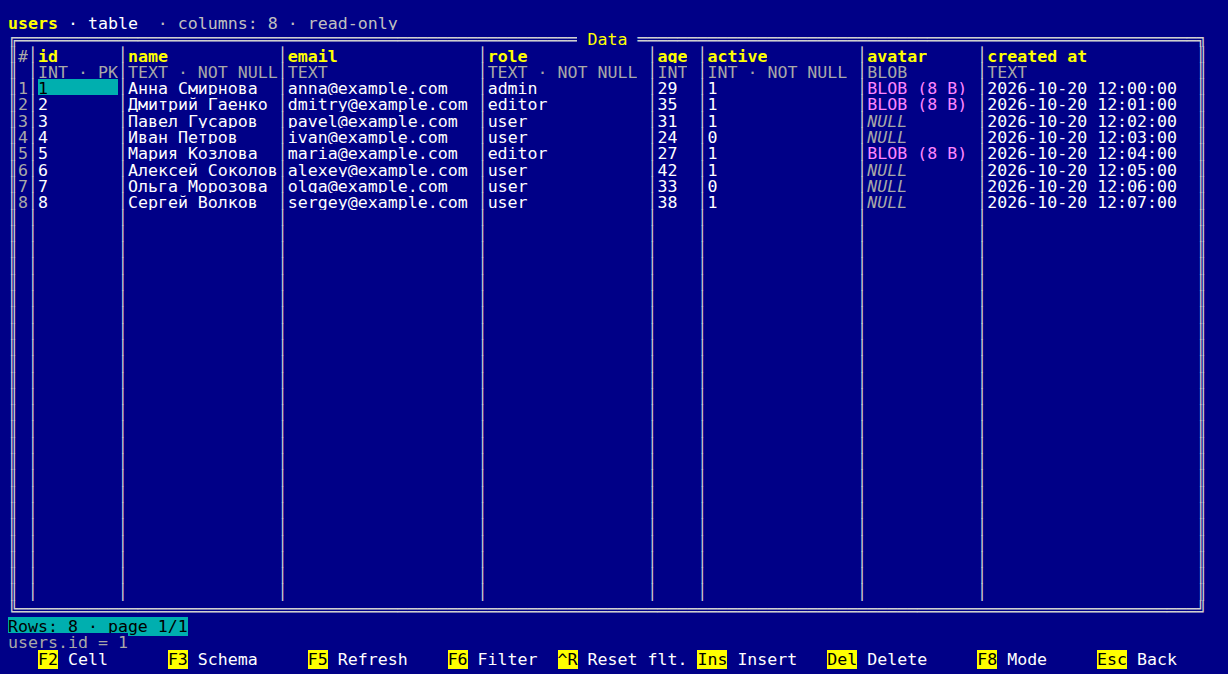 users · table · columns: 8 · read-only
Data
# id name email role age active avatar created at
INT · PK TEXT · NOT NULL TEXT TEXT · NOT NULL INT INT · NOT NULL BLOB TEXT
1 1 Анна Смирнова anna@example.com admin 29 1 BLOB (8 B) 2026-10-20 12:00:00
2 2 Дмитрий Гаенко dmitry@example.com editor 35 1 BLOB (8 B) 2026-10-20 12:01:00
3 3 Павел Гусаров pavel@example.com user 31 1 NULL 2026-10-20 12:02:00
4 4 Иван Петров ivan@example.com user 24 0 NULL 2026-10-20 12:03:00
5 5 Мария Козлова maria@example.com editor 27 1 BLOB (8 B) 2026-10-20 12:04:00
6 6 Алексей Соколов alexey@example.com user 42 1 NULL 2026-10-20 12:05:00
7 7 Ольга Морозова olga@example.com user 33 0 NULL 2026-10-20 12:06:00
8 8 Сергей Волков sergey@example.com user 38 1 NULL 2026-10-20 12:07:00
Rows: 8 · page 1/1
users.id = 1
F2 Cell F3 Schema F5 Refresh F6 Filter ^R Reset flt. Ins Insert Del Delete F8 Mode Esc Back